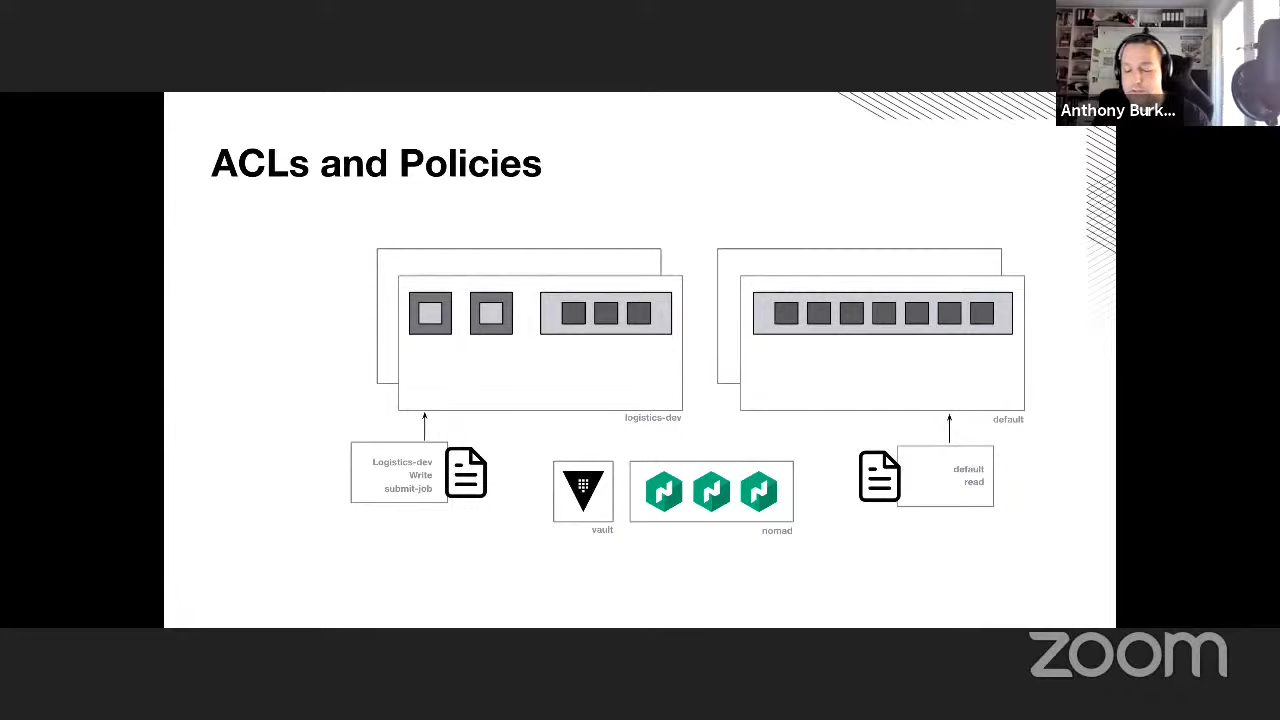 Anthony Burk...
ACLs and Policies
logistics-dev
default
Logistics-dev
Write
submit-job
default
read
vault
nomad
zoom